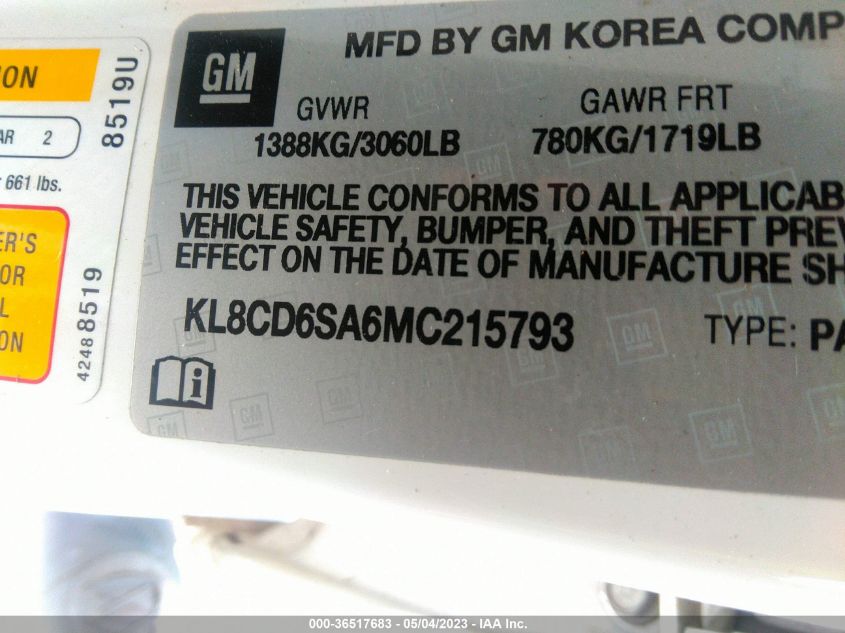 ION
AR 2
661 lbs.
ER'S
OR
L
ION
8519U
42488519
GM
MFD BY GM KOREA COMP
GVWR GAWR FRT
1388KG/3060LB 780KG/1719LB
THIS VEHICLE CONFORMS TO ALL APPLICAB
VEHICLE SAFETY, BUMPER, AND THEFT PREV
EFFECT ON THE DATE OF MANUFACTURE SH
KL8CD6SA6MC215793 TYPE: PA
000-36517683 - 05/04/2023 - IAA Inc.